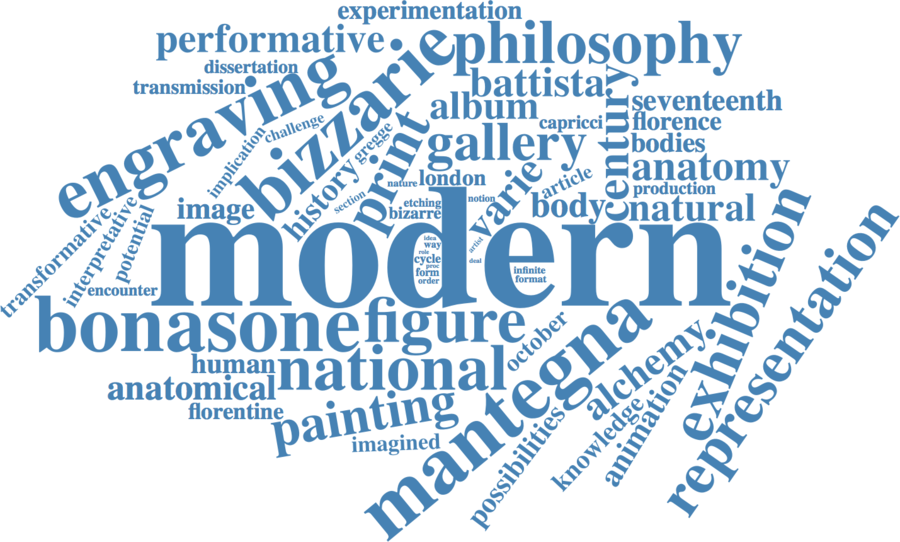 experimentation
performative
philosophy
bizzarie
dissertation
engraving
battista
transmission
album
century
seventeenth
florence
capricci
challenge
implication
print
gregge
gallery
bodies
anatomy
history
nature
london
varie
article
production
section
etching
notion
body
natural
image
bizarre
transformative
interpretative
potential
modern
idea
way
role
artist
cycle
deal
proc
form
order
infinite
format
encounter
exhibition
representation
bonasone
figure
october
mantegna
human
national
alchemy
anatomical
florentine
painting
imagined
possibilities
knowledge
animation